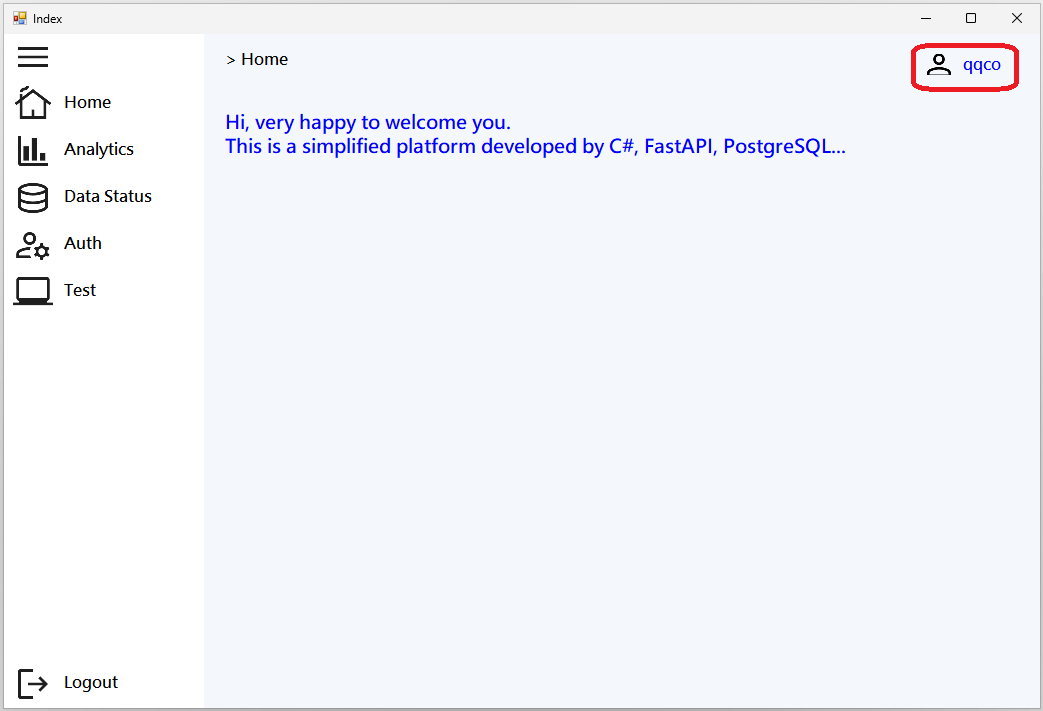 Index
> Home
qqco
Home
Analytics
Data Status
Auth
Test
Logout
Hi, very happy to welcome you.
This is a simplified platform developed by C#, FastAPI, PostgreSQL...